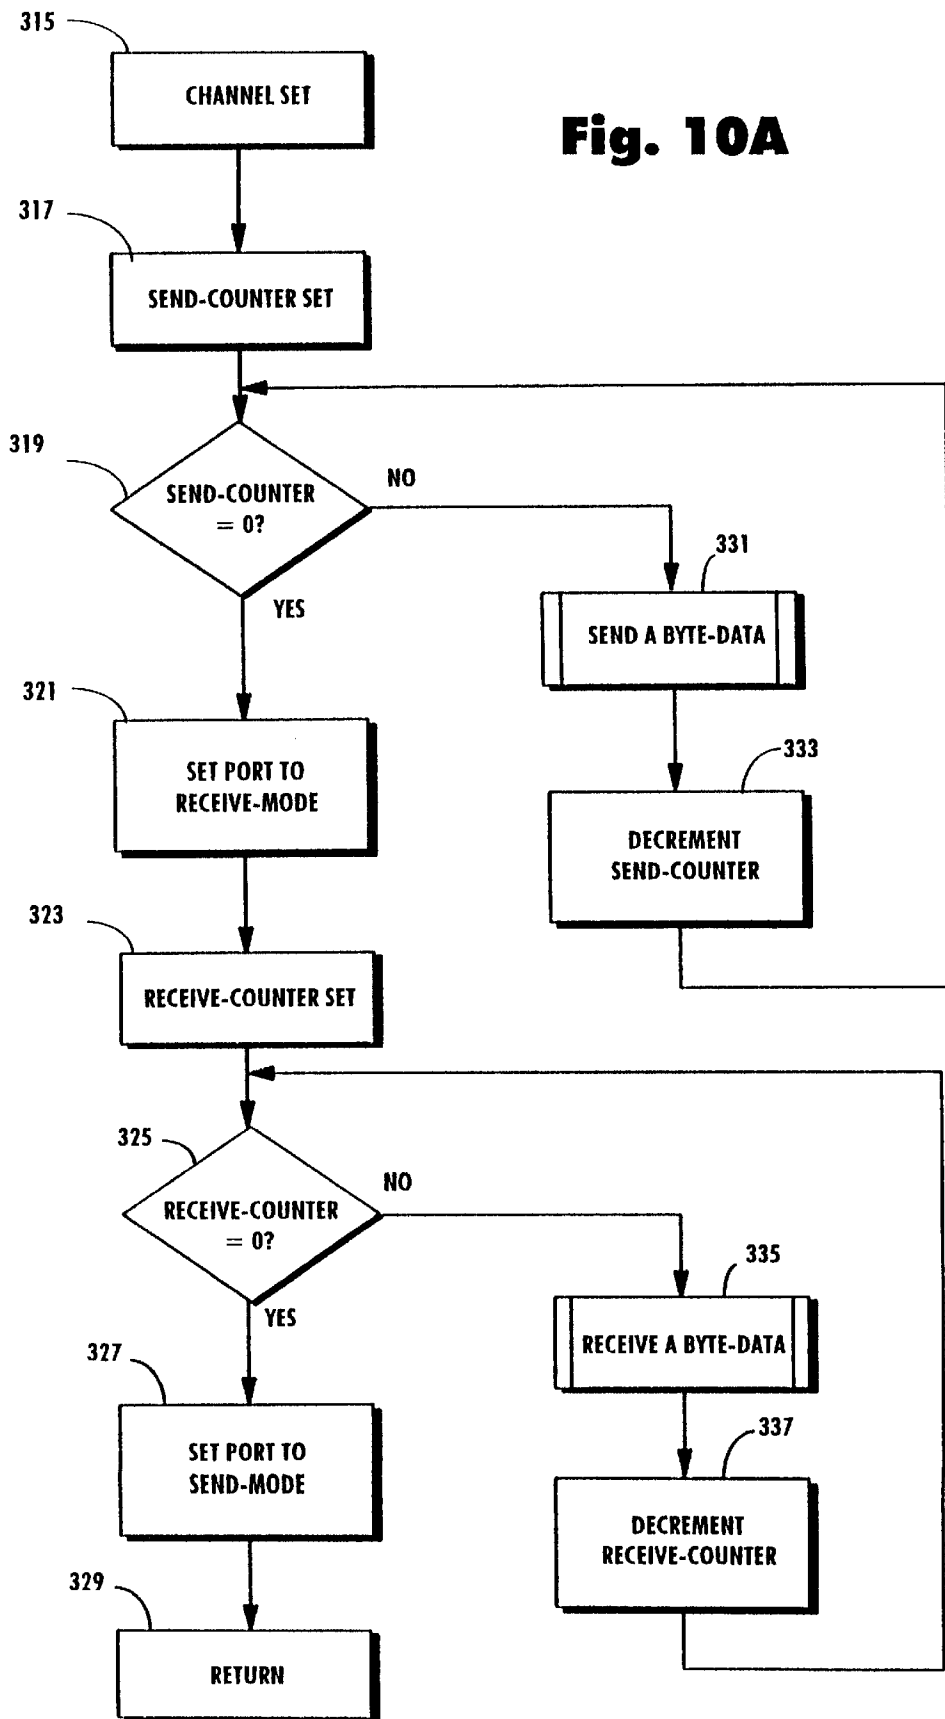 315
CHANNEL SET
Fig. 10A
317
SEND-COUNTER SET
319
SEND-COUNTER
= 0?
NO
YES
331
SEND A BYTE-DATA
321
SET PORT TO
RECEIVE-MODE
333
DECREMENT
SEND-COUNTER
323
RECEIVE-COUNTER SET
325
RECEIVE-COUNTER
= 0?
NO
YES
335
RECEIVE A BYTE-DATA
327
SET PORT TO
SEND-MODE
337
DECREMENT
RECEIVE-COUNTER
329
RETURN